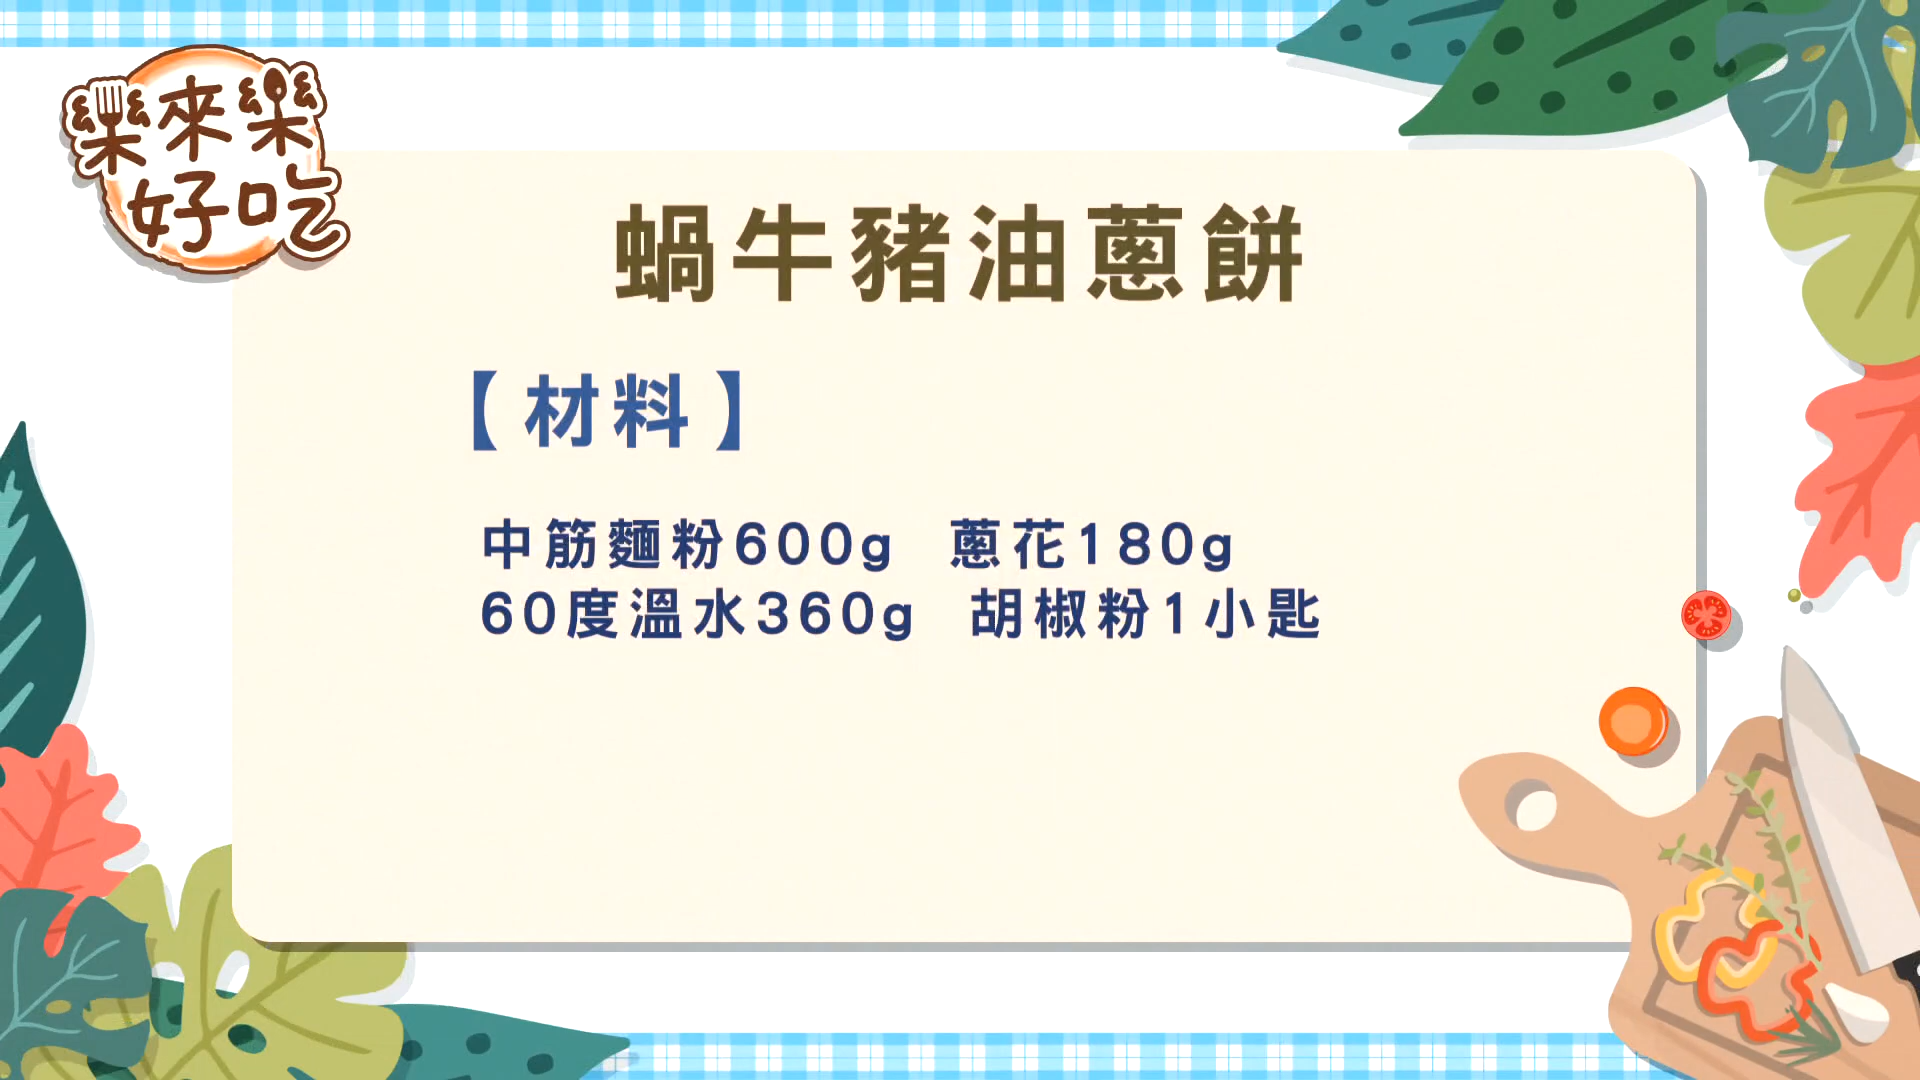 樂來樂
好吃
蝸牛豬油蔥餅
【材料】
中筋麵粉600g 蔥花180g
60度溫水360g 胡椒粉1小匙